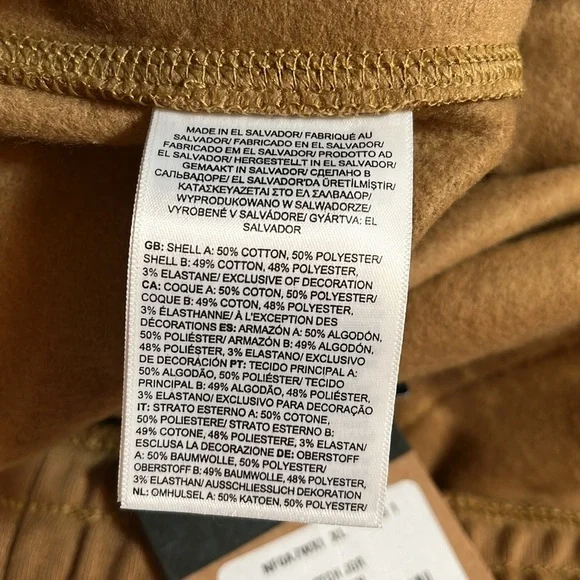 MADE IN EL SALVADOR/ FABRIQUÉ AU
SALVADOR/ FABRICADO EN EL SALVADOR/
FABRICADO EM EL SALVADOR/ PRODOTTO AD
EL SALVADOR/ HERGESTELLT IN EL SALVADOR/
GEMAAKT IN SALVADOR/ СДЕЛАНО В
САЛЬВАДОРЕ/ EL SALVADOR'DA ÜRETİLMİŞTİR/
ΚΑΤΑΣΚΕΥΑΖΕΤΑΙ ΣΤΟ ΕΛ ΣΑΛΒΑΔΟΡ/
WYPRODUKOWANO W SALWADORZE/
VYROBENÉ V SALVÁDORE/ GYÁRTVA: EL
SALVADOR
GB: SHELL A: 50% COTTON, 50% POLYESTER/
SHELL B: 49% COTTON, 48% POLYESTER,
3% ELASTANE/ EXCLUSIVE OF DECORATION
CA: COQUE A: 50% COTON, 50% POLYESTER/
COQUE B: 49% COTON, 48% POLYESTER,
3% ÉLASTHANNE/ À L'EXCEPTION DES
DÉCORATIONS ES: ARMAZÓN A: 50% ALGODÓN,
50% POLIÉSTER/ ARMAZÓN B: 49% ALGODÓN,
48% POLIÉSTER, 3% ELASTANO/ EXCLUSIVO
DE DECORACIÓN PT: TECIDO PRINCIPAL A:
50% ALGODÃO, 50% POLIÉSTER/ TECIDO
PRINCIPAL B: 49% ALGODÃO, 48% POLIÉSTER,
3% ELASTANO/ EXCLUSIVO PARA DECORAÇÃO
IT: STRATO ESTERNO A: 50% COTONE,
50% POLIESTERE/ STRATO ESTERNO B:
49% COTONE, 48% POLIESTERE, 3% ELASTAN/
ESCLUSA LA DECORAZIONE DE: OBERSTOFF
A: 50% BAUMWOLLE, 50% POLYESTER/
OBERSTOFF B: 49% BAUMWOLLE, 48% POLYESTER,
3% ELASTHAN/ AUSSCHLIESSLICH DEKORATION
NL: OMHULSEL A: 50% KATOEN, 50% POLYESTER/